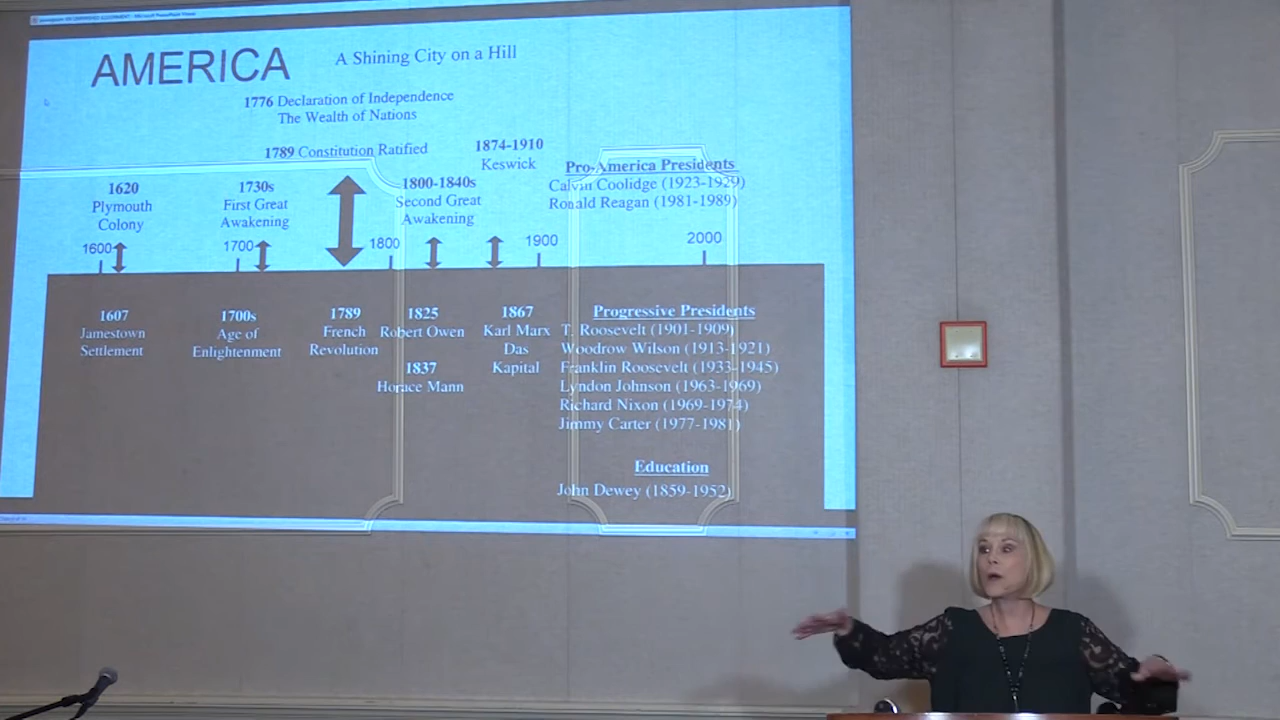 AMERICA
A Shining City on a Hill
1776 Declaration of Independence
The Wealth of Nations
1789 Constitution Ratified
1874-1910
Keswick
Pro-America Presidents
Calvin Coolidge (1923-1929)
Ronald Reagan (1981-1989)
1620
Plymouth
Colony
1730s
First Great
Awakening
1800-1840s
Second Great
Awakening
1600
1700
1800
1900
2000
1607
Jamestown
Settlement
1700s
Age of
Enlightenment
1789
French
Revolution
1825
Robert Owen
1837
Horace Mann
1867
Karl Marx
Das
Kapital
Progressive Presidents
T. Roosevelt (1901-1909)
Woodrow Wilson (1913-1921)
Franklin Roosevelt (1933-1945)
Lyndon Johnson (1963-1969)
Richard Nixon (1969-1974)
Jimmy Carter (1977-1981)
Education
John Dewey (1859-1952)